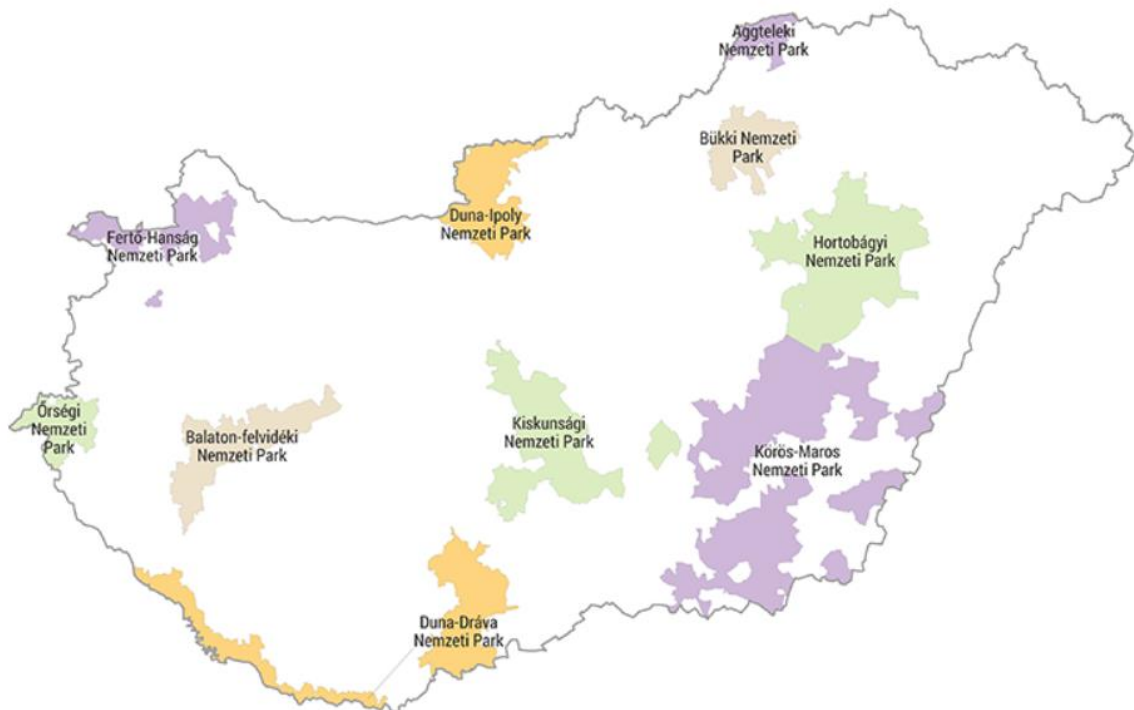 Aggteleki
Nemzeti Park
Bükki Nemzeti
Park
Duna-Ipoly
Nemzeti Park
Fertő-Hanság
Nemzeti Park
Hortobágyi
Nemzeti Park
Őrségi
Nemzeti
Park
Balaton-felvidéki
Nemzeti Park
Kiskunsági
Nemzeti Park
Körös-Maros
Nemzeti Park
Duna-Dráva
Nemzeti Park